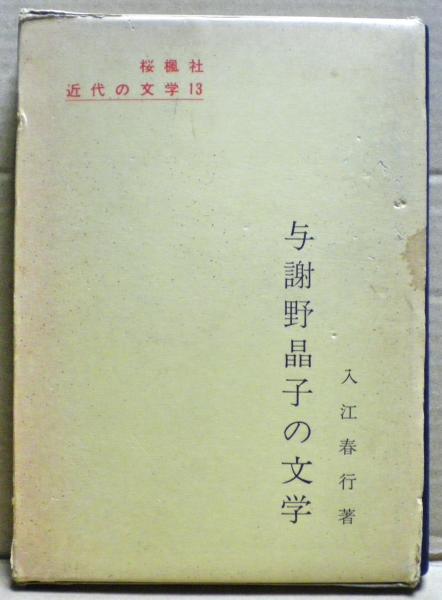 桜楓社
近代の文学13
与謝野晶子の文学
入江春行著